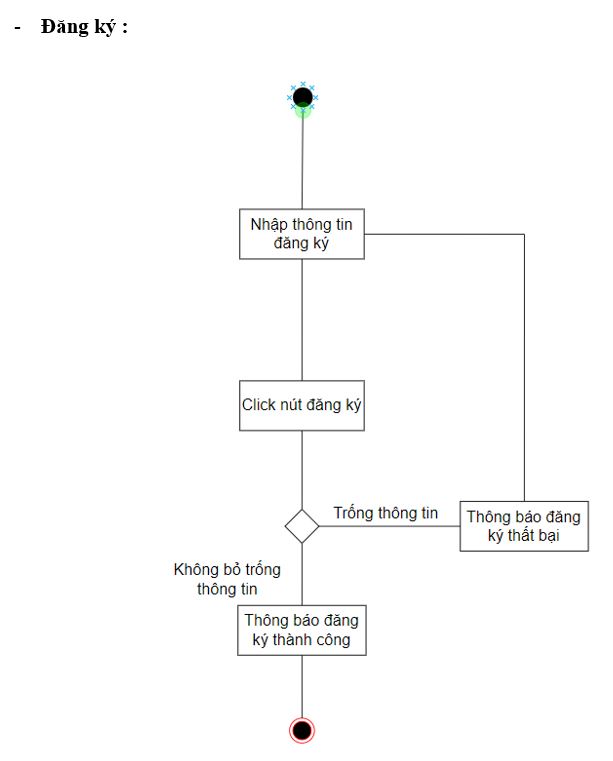 - Đăng ký :
Nhập thông tin
đăng ký
Click nút đăng ký
Trống thông tin
Thông báo đăng
ký thất bại
Không bỏ trống
thông tin
Thông báo đăng
ký thành công